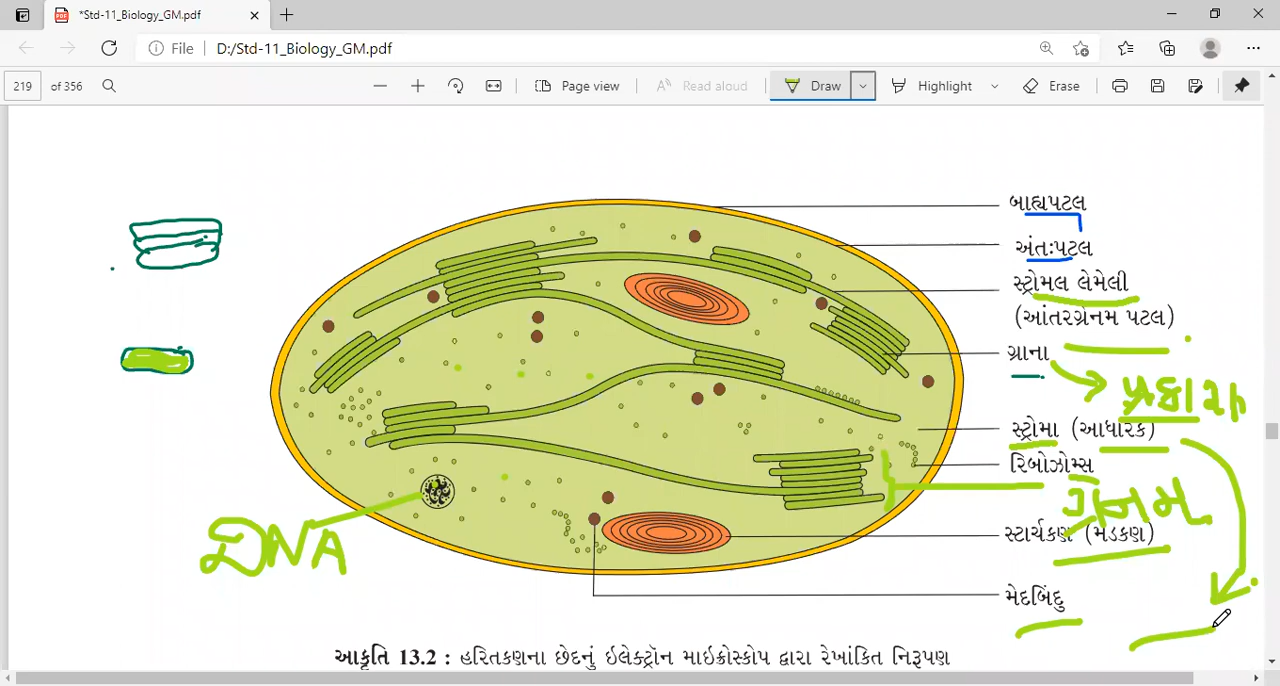 *Std-11_Biology_GM.pdf
File D:/Std-11_Biology_GM.pdf
219 of 356 Page view Read aloud Draw Highlight Erase
બાહ્યપટલ
અંતઃપટલ
સ્ટ્રોમલ લેમેલી
(આંતરગ્રેનમ પટલ)
ગ્રાના
પ્રકાશ
સ્ટ્રોમા (આધારક)
રિબોઝોમ્સ
ગ્રેનમ
સ્ટાર્ચકણ (મંડકણ)
DNA
મેદબિંદુ
આકૃતિ 13.2 : હરિતકણના છેદનું ઇલેક્ટ્રૉન માઇક્રોસ્કોપ દ્વારા રેખાંકિત નિરૂપણ